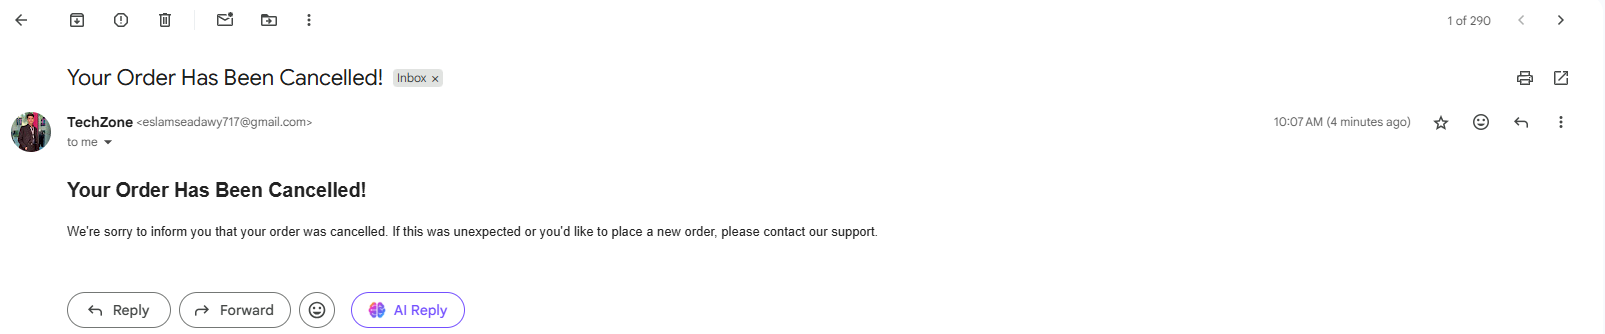 1 of 290
Your Order Has Been Cancelled! Inbox ×
TechZone <eslamseadawy717@gmail.com> 10:07 AM (4 minutes ago)
to me
Your Order Has Been Cancelled!
We're sorry to inform you that your order was cancelled. If this was unexpected or you'd like to place a new order, please contact our support.
Reply Forward AI Reply